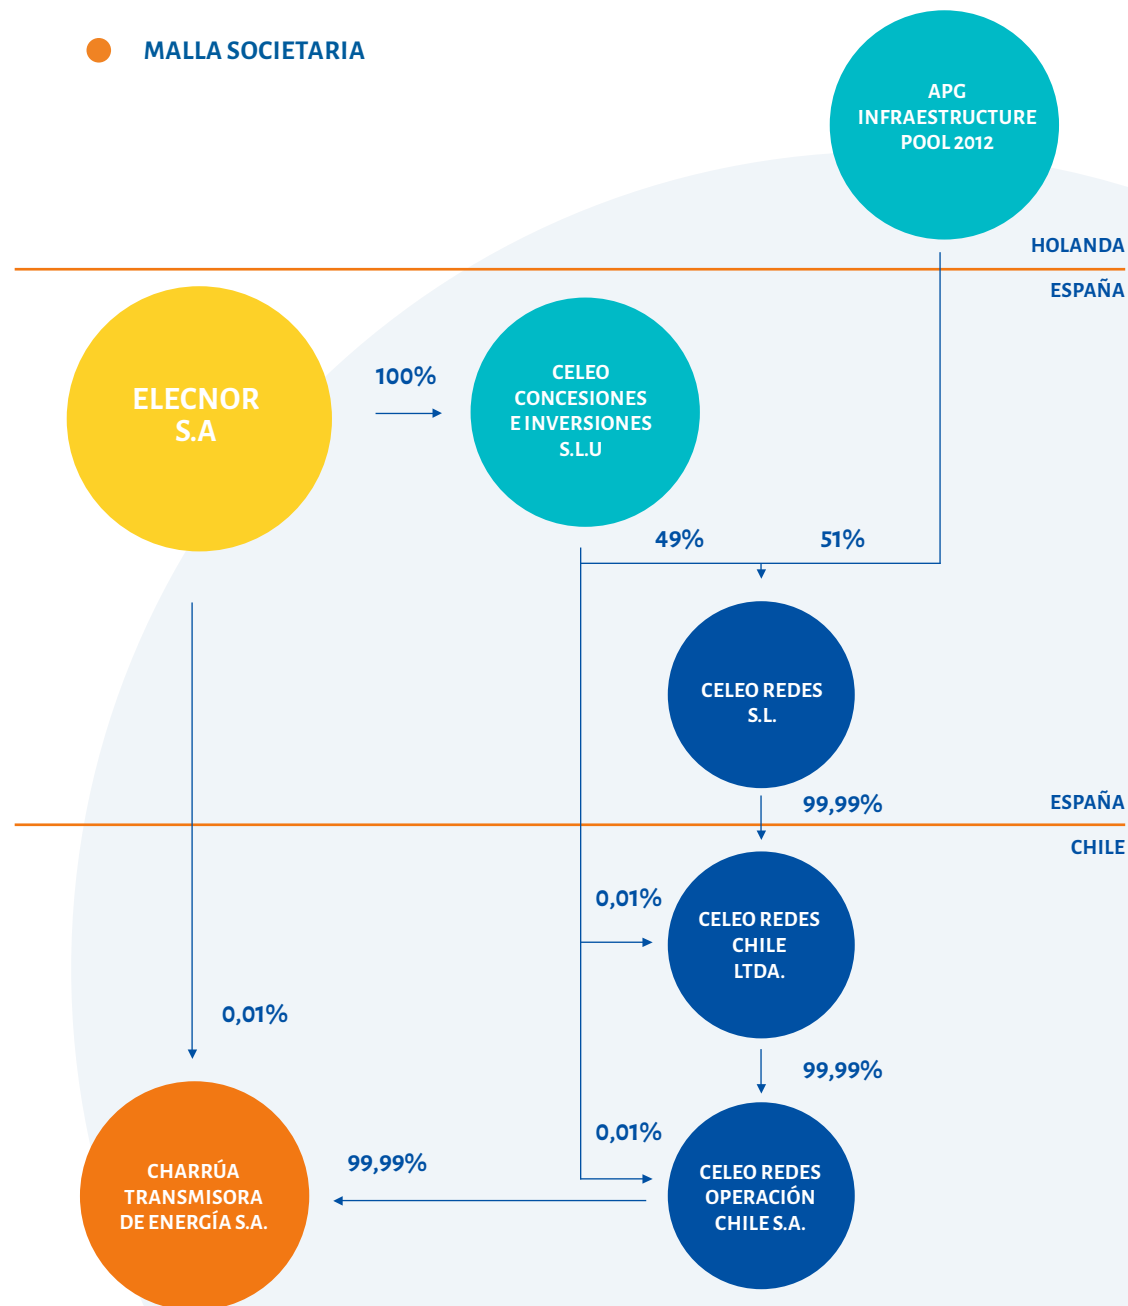 MALLA SOCIETARIA
APG
INFRAESTRUCTURE
POOL 2012
HOLANDA
ESPAÑA
ELECNOR
S.A
100%
CELEO
CONCESIONES
E INVERSIONES
S.L.U
49%
51%
CELEO REDES
S.L.
99,99%
ESPAÑA
CHILE
0,01%
CELEO REDES
CHILE
LTDA.
0,01%
99,99%
0,01%
99,99%
CHARRÚA
TRANSMISORA
DE ENERGÍA S.A.
CELEO REDES
OPERACIÓN
CHILE S.A.